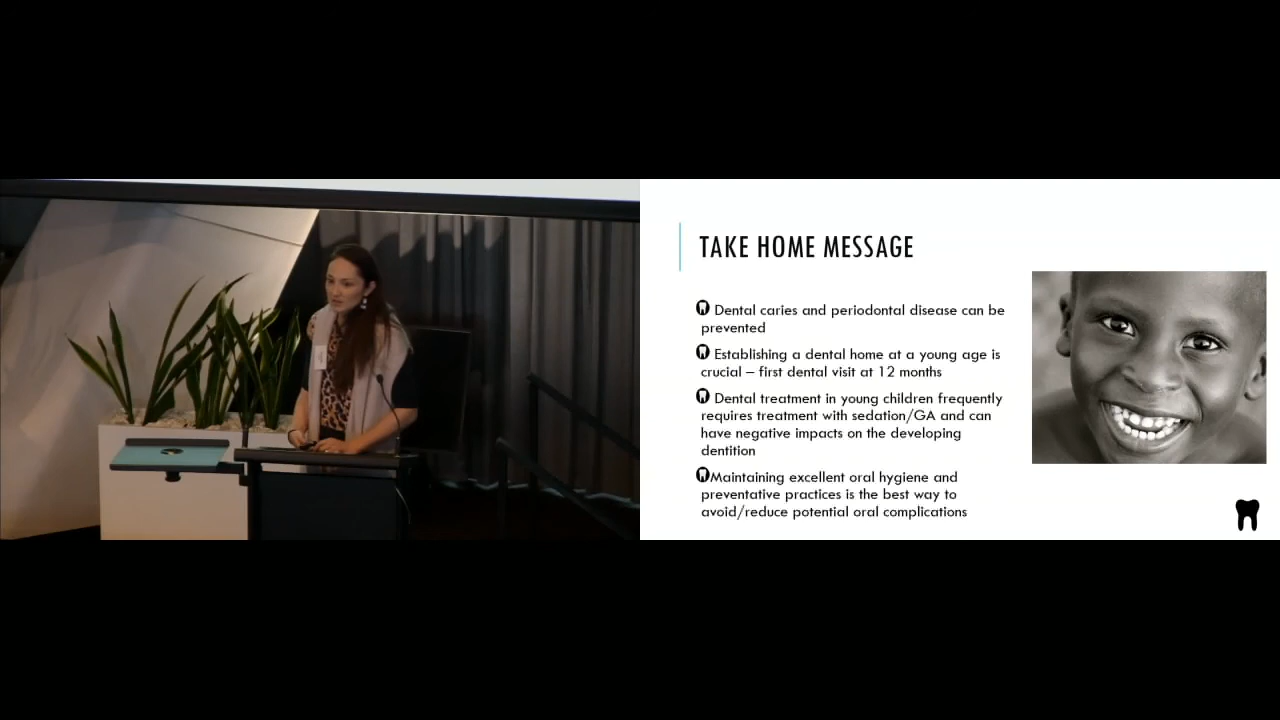 TAKE HOME MESSAGE
Dental caries and periodontal disease can be
prevented
Establishing a dental home at a young age is
crucial – first dental visit at 12 months
Dental treatment in young children frequently
requires treatment with sedation/GA and can
have negative impacts on the developing
dentition
Maintaining excellent oral hygiene and
preventative practices is the best way to
avoid/reduce potential oral complications